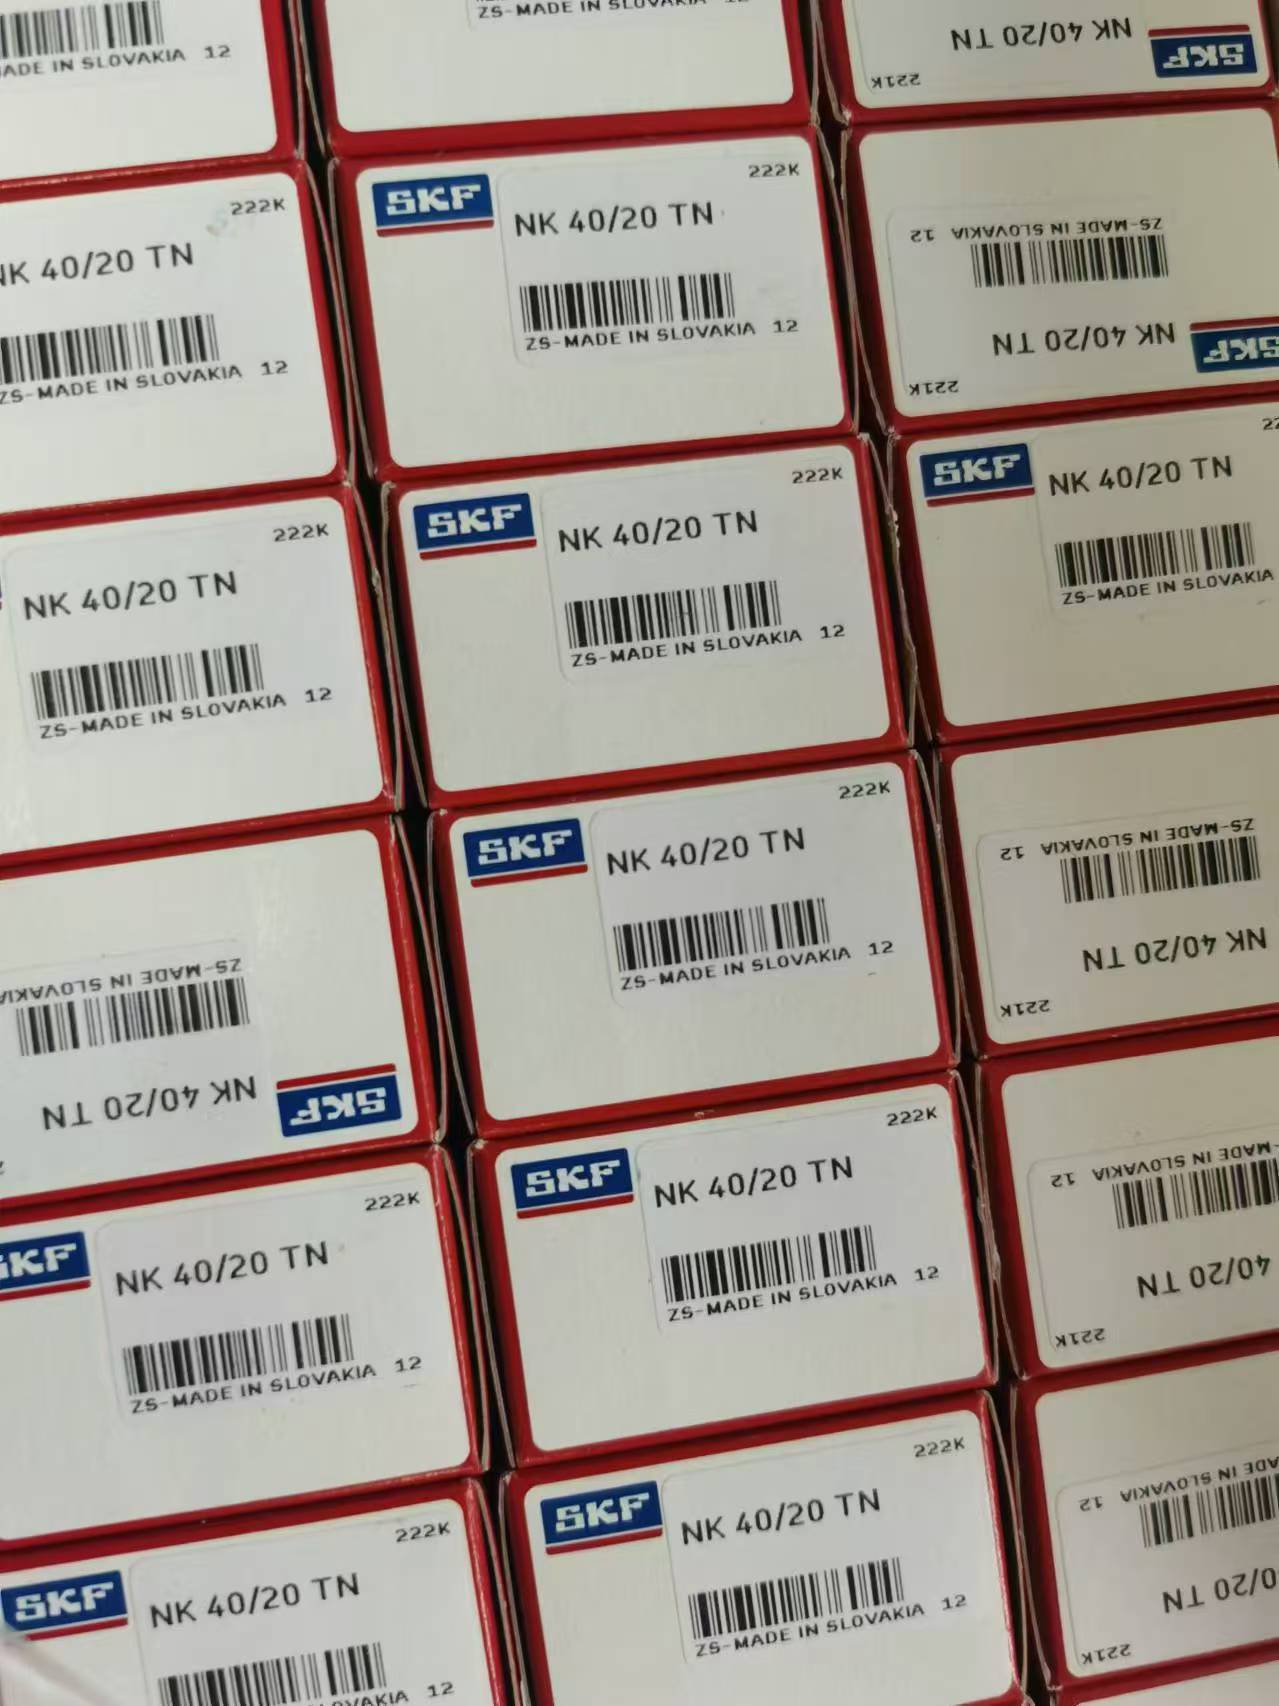 IN SLOVAKIA 12
222K
NK 40/20 TN
ZS-MADE IN SLOVAKIA 12
222K
NK 40/20 TN
ZS-MADE IN SLOVAKIA 12
SKF NK 40/20 TN
ZS-MADE IN SLOVAKIA
222K
SKF NK 40/20 TN
ZS-MADE IN SLOVAKIA 12
222K
SKF NK 40/20 TN
12
ZS-MADE IN SLOVAKIA 12
222K
SKF NK 40/20 TN
ZS-MADE IN SLOVAKIA 12
222K
SKF NK 40/20 TN
ZS-MADE IN SLOVAKIA 12
222K
SKF NK 40/20 TN
ZS-MADE IN SLOVAKIA 12
222K
SKF NK 40/20 TN
ZS-MADE IN SLOVAKIA 12
222K
SKF NK 40/20 TN
ZS-MADE IN SLOVAKIA 12
221K
SKF NK 40/20 TN
221K
SKF NK 40/20 TN
ZS-MADE IN SLOVAKIA 12
SKF NK 40/20 TN
ZS-MADE IN SLOVAKIA
221K
NK 40/20 TN
ZS-MADE IN SLOVAKIA 12
221K
40/20 TN
MADE IN SLOVAKIA 12
221K
TN
IN SLOVAKIA 12